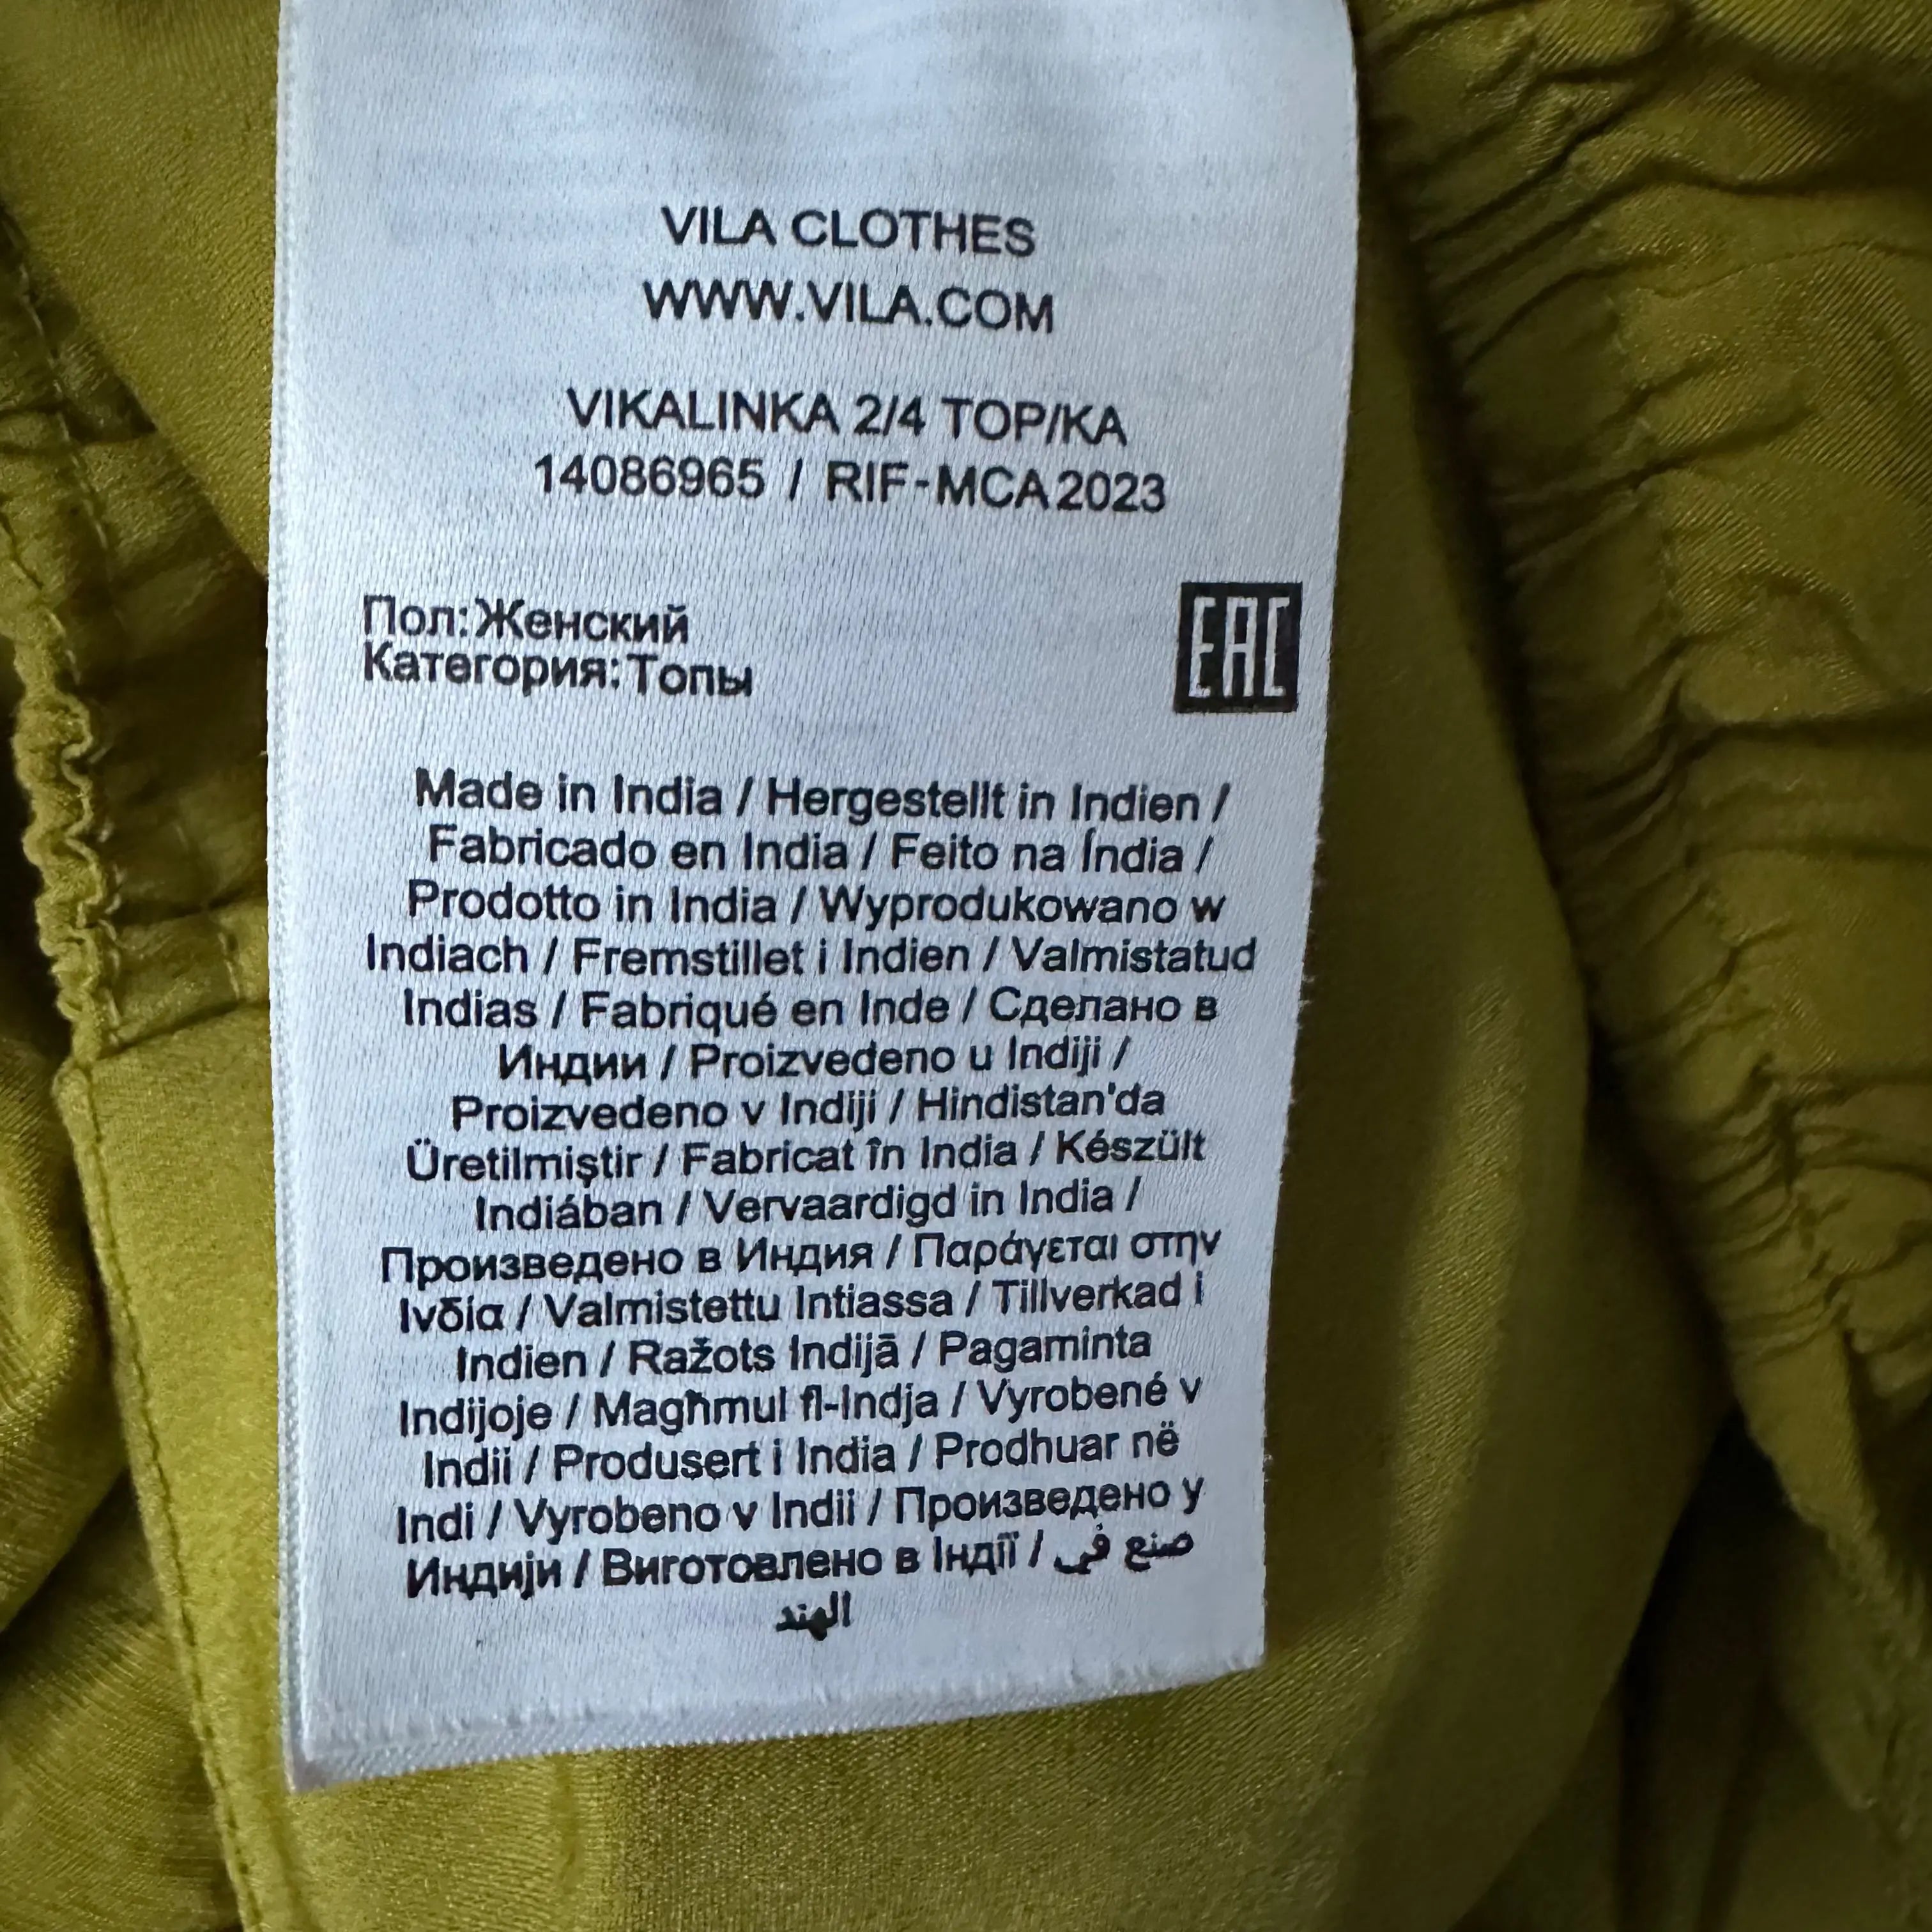 VILA CLOTHES
WWW.VILA.COM
VIKALINKA 2/4 TOP/KA
14086965 / RIF-MCA2023
Пол:Женский
Категория:Топы
EAC
Made in India / Hergestellt in Indien /
Fabricado en India / Feito na Índia /
Prodotto in India / Wyprodukowano w
Indiach / Fremstillet i Indien / Valmistatud
Indias / Fabriqué en Inde / Сделано в
Индии / Proizvedeno u Indiji /
Proizvedeno v Indiji / Hindistan'da
Üretilmiştir / Fabricat în India / Készült
Indiában / Vervaardigd in India /
Произведено в Индия / Παράγεται στην
Ινδία / Valmistettu Intiassa / Tillverkad i
Indien / Ražots Indijā / Pagaminta
Indijoje / Magħmul fl-Indja / Vyrobené v
Indii / Produsert i India / Prodhuar në
Indi / Vyrobeno v Indii / Произведено у
Индији / Виготовлено в Індії / صنع في
الهند